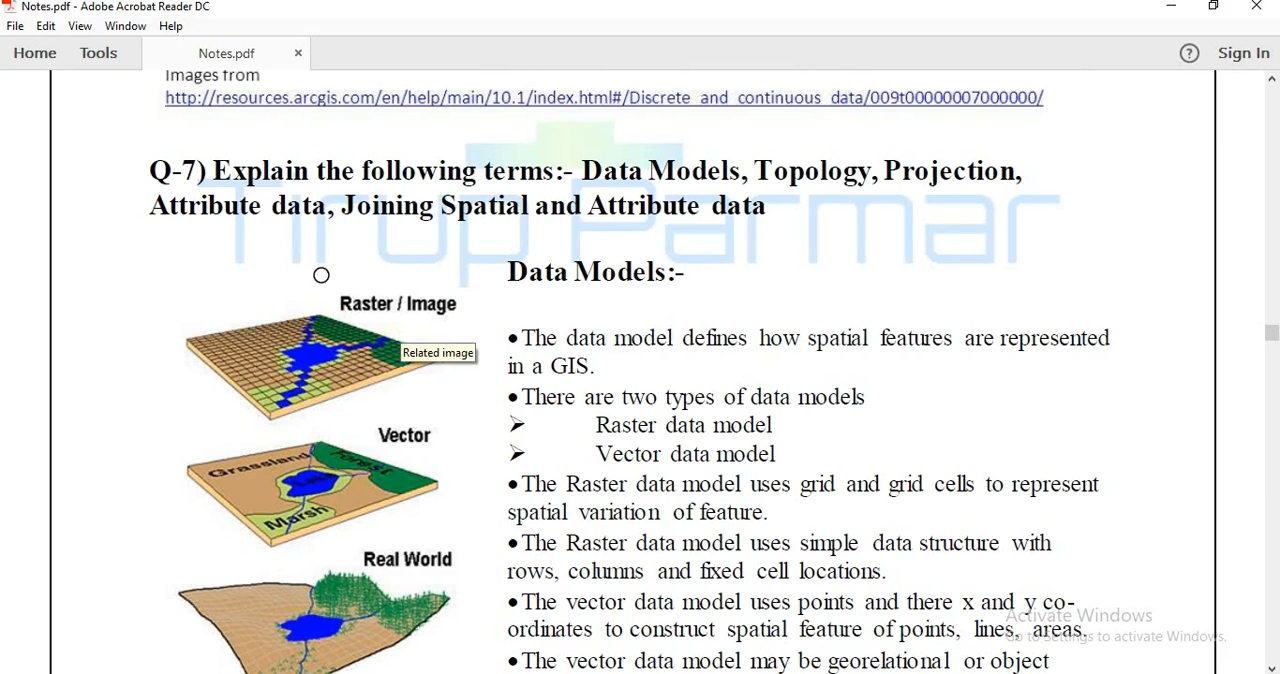 Notes.pdf - Adobe Acrobat Reader DC
File Edit View Window Help
Home Tools Notes.pdf × ? Sign In
Images from
http://resources.arcgis.com/en/help/main/10.1/index.html#/Discrete_and_continuous_data/009t00000007000000/
Q-7) Explain the following terms:- Data Models, Topology, Projection,
Attribute data, Joining Spatial and Attribute data
Tirup Parmar
Data Models:-
Raster / Image
Related image
Vector
Grassland
Forest
Lake
Marsh
Real World
•The data model defines how spatial features are represented
in a GIS.
•There are two types of data models
➢ Raster data model
➢ Vector data model
•The Raster data model uses grid and grid cells to represent
spatial variation of feature.
•The Raster data model uses simple data structure with
rows, columns and fixed cell locations.
•The vector data model uses points and there x and y co-
ordinates to construct spatial feature of points, lines, areas.
•The vector data model may be georelational or object
Activate Windows
Go to Settings to activate Windows.